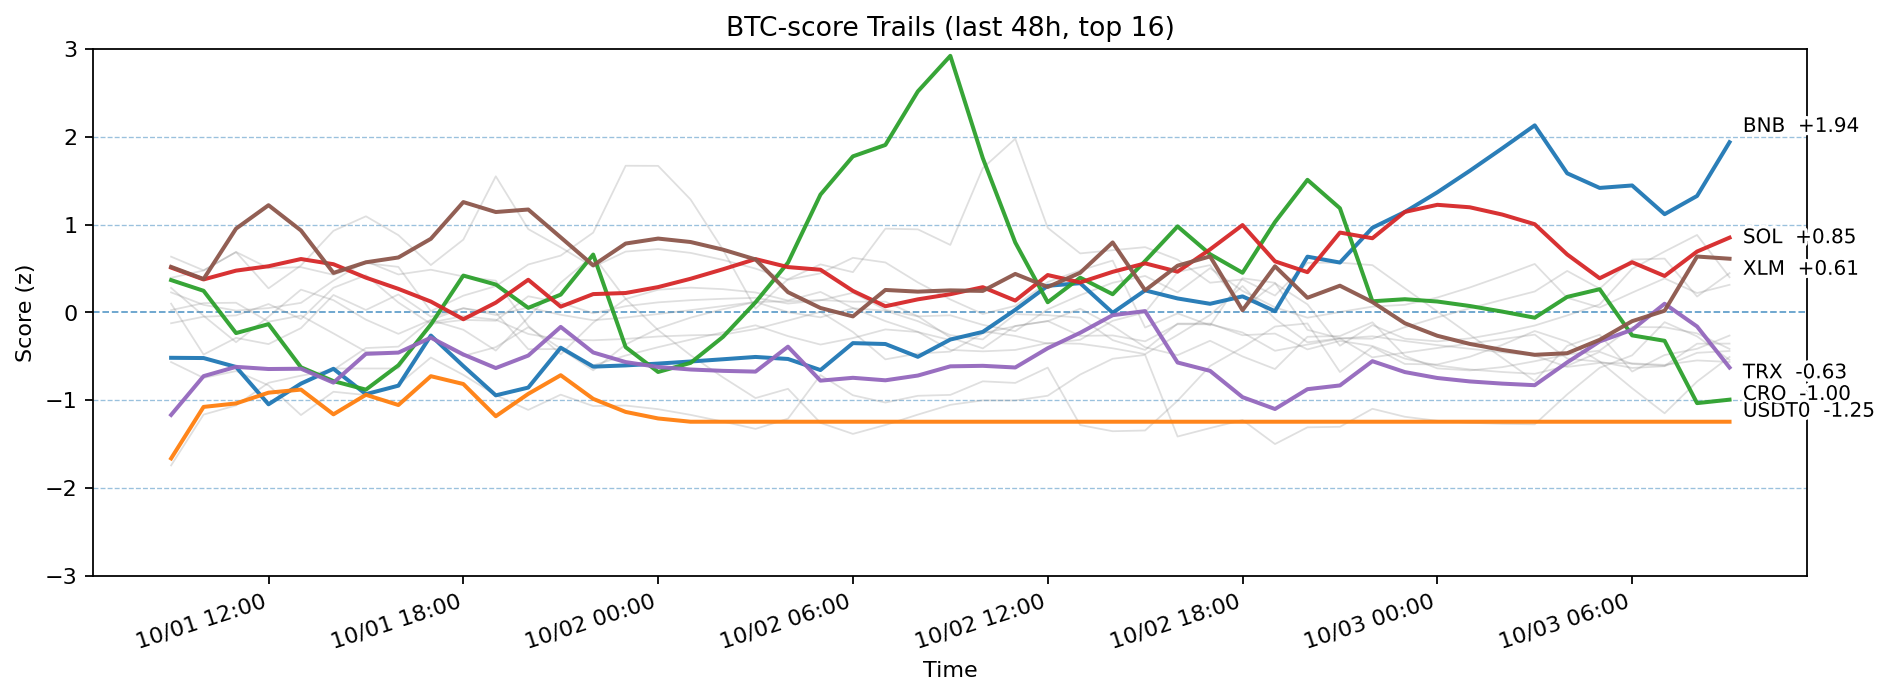 BTC-score Trails (last 48h, top 16)
Score (z)
3
2
1
0
−1
−2
−3
BNB +1.94
SOL +0.85
XLM +0.61
TRX -0.63
CRO -1.00
USDT0 -1.25
10/01 12:00
10/01 18:00
10/02 00:00
10/02 06:00
10/02 12:00
10/02 18:00
10/03 00:00
10/03 06:00
Time